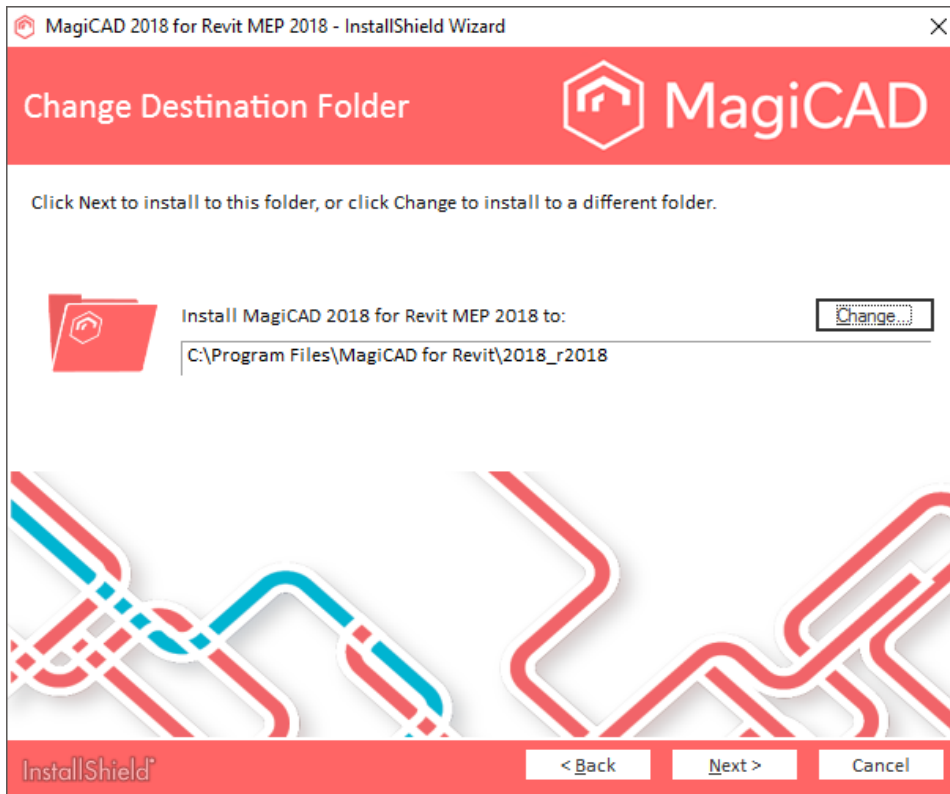 MagiCAD 2018 for Revit MEP 2018 - InstallShield Wizard
Change Destination Folder
MagiCAD
Click Next to install to this folder, or click Change to install to a different folder.
Install MagiCAD 2018 for Revit MEP 2018 to:
Change...
C:\Program Files\MagiCAD for Revit\2018_r2018
InstallShield
< Back
Next >
Cancel